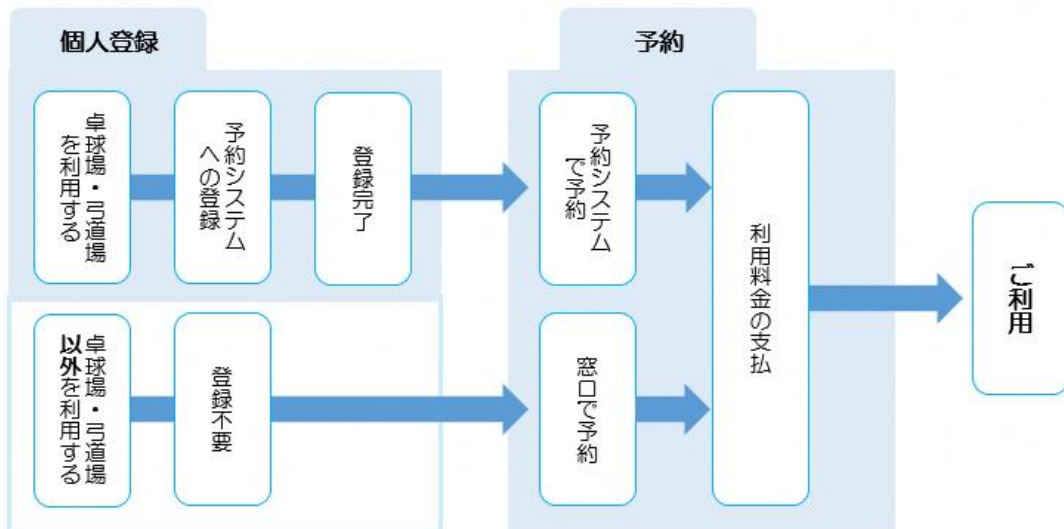 個人登録
予約
卓球場・弓道場
を利用する
予約システム
への登録
登録完了
予約システム
で予約
利用料金の支払
ご利用
卓球場・弓道場
以外を利用する
登録不要
窓口で予約